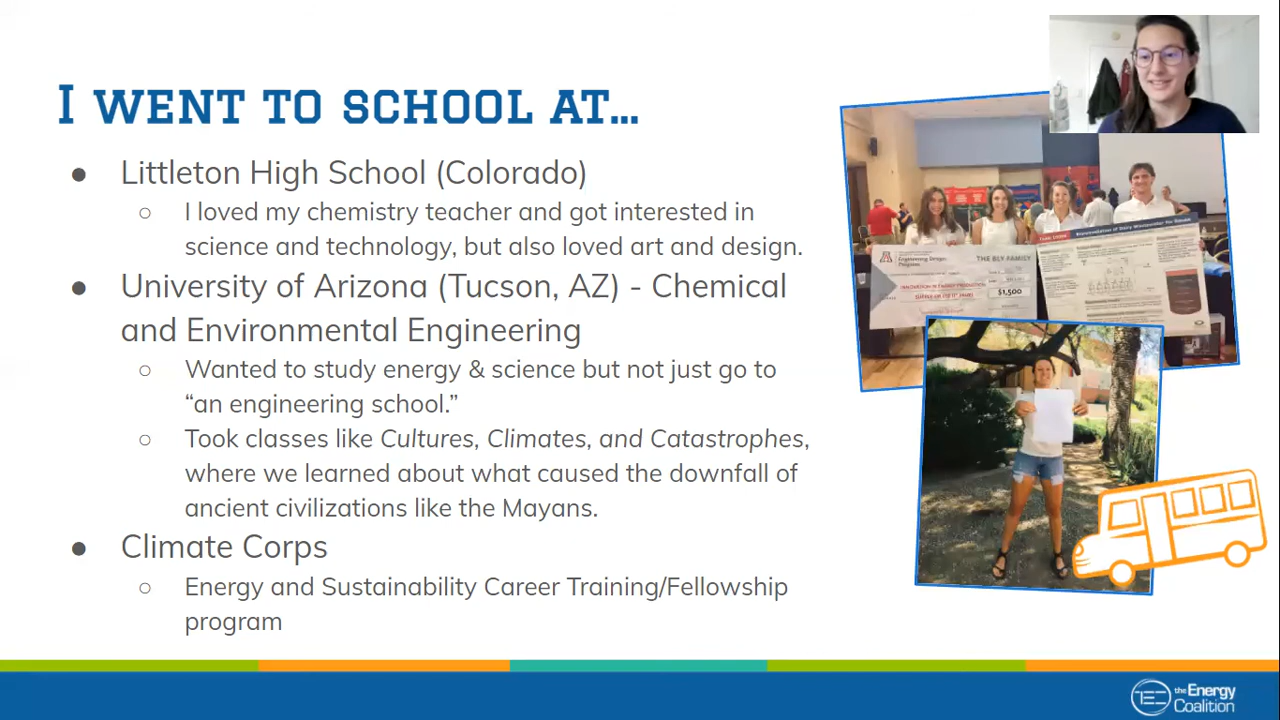 I WENT TO SCHOOL AT...
● Littleton High School (Colorado)
○ I loved my chemistry teacher and got interested in
science and technology, but also loved art and design.
● University of Arizona (Tucson, AZ) - Chemical
and Environmental Engineering
○ Wanted to study energy & science but not just go to
“an engineering school.”
○ Took classes like Cultures, Climates, and Catastrophes,
where we learned about what caused the downfall of
ancient civilizations like the Mayans.
● Climate Corps
○ Energy and Sustainability Career Training/Fellowship
program
Engineering Design
Program
THE BLY FAMILY
$1,500
the Energy
Coalition